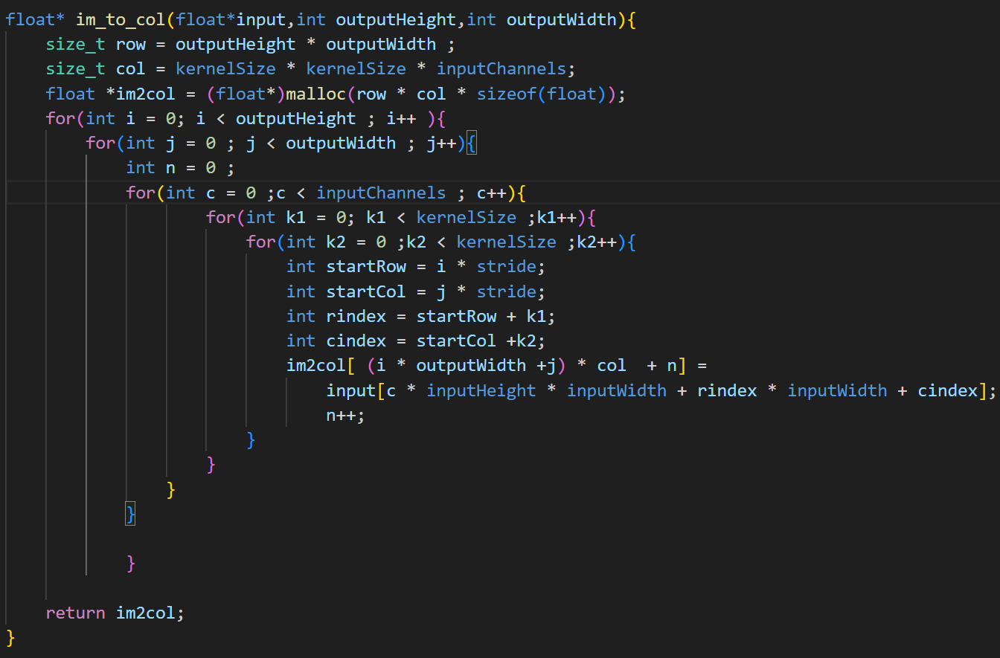 float* im_to_col(float*input,int outputHeight,int outputWidth){
    size_t row = outputHeight * outputWidth ;
    size_t col = kernelSize * kernelSize * inputChannels;
    float *im2col = (float*)malloc(row * col * sizeof(float));
    for(int i = 0; i < outputHeight ; i++ ){
        for(int j = 0 ; j < outputWidth ; j++){
            int n = 0 ;
            for(int c = 0 ;c < inputChannels ; c++){
                    for(int k1 = 0; k1 < kernelSize ;k1++){
                        for(int k2 = 0 ;k2 < kernelSize ;k2++){
                            int startRow = i * stride;
                            int startCol = j * stride;
                            int rindex = startRow + k1;
                            int cindex = startCol +k2;
                            im2col[ (i * outputWidth +j) * col  + n] =
                                input[c * inputHeight * inputWidth + rindex * inputWidth + cindex];
                                n++;
                        }
                    }
                }
            }

            }

    return im2col;
}